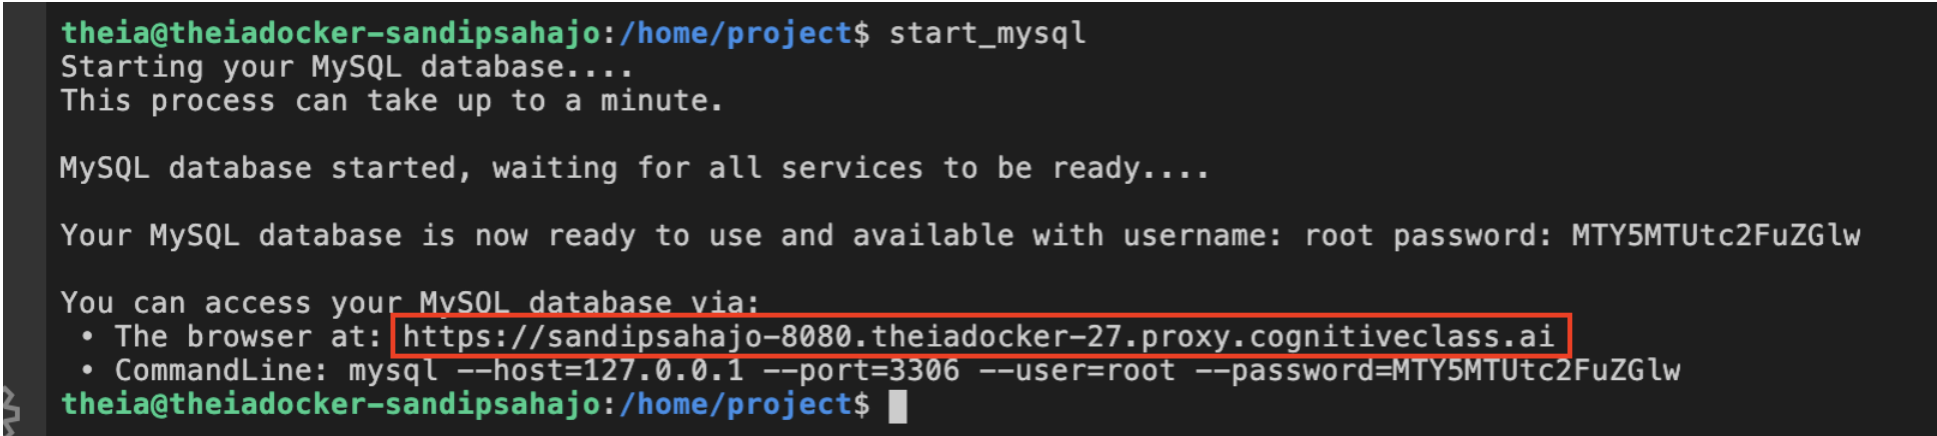 theia@theiadocker-sandipsahajo:/home/project$ start_mysql
Starting your MySQL database....
This process can take up to a minute.
MySQL database started, waiting for all services to be ready....
Your MySQL database is now ready to use and available with username: root password: MTY5MTUtc2FuZGlw
You can access your MySQL database via:
• The browser at: https://sandipsahajo-8080.theiadocker-27.proxy.cognitiveclass.ai
• CommandLine: mysql --host=127.0.0.1 --port=3306 --user=root --password=MTY5MTUtc2FuZGlw
theia@theiadocker-sandipsahajo:/home/project$